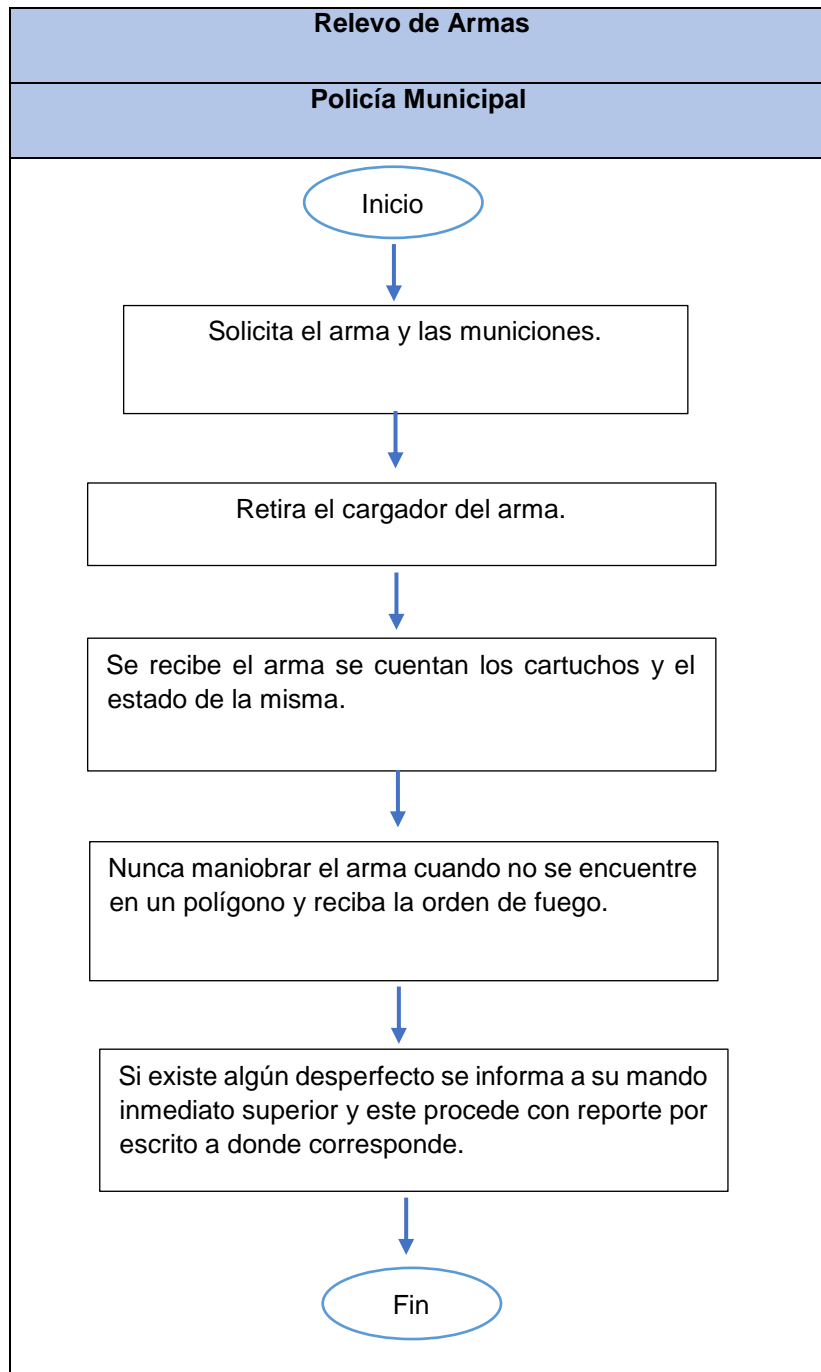 Relevo de Armas
Policía Municipal
Inicio
Solicita el arma y las municiones.
Retira el cargador del arma.
Se recibe el arma se cuentan los cartuchos y el
estado de la misma.
Nunca maniobrar el arma cuando no se encuentre
en un polígono y reciba la orden de fuego.
Si existe algún desperfecto se informa a su mando
inmediato superior y este procede con reporte por
escrito a donde corresponde.
Fin